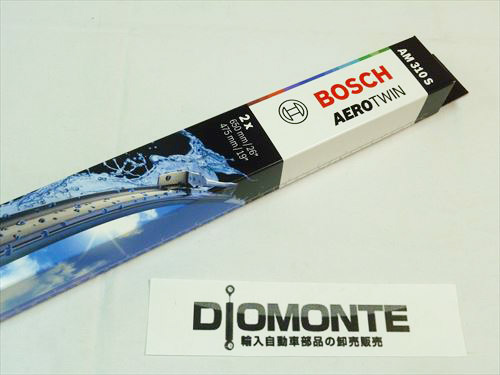 AM 310 S
BOSCH
AEROTWIN
2 x
650 mm/26"
475 mm/19"
DIOMONTE
輸入自動車部品の卸売販売